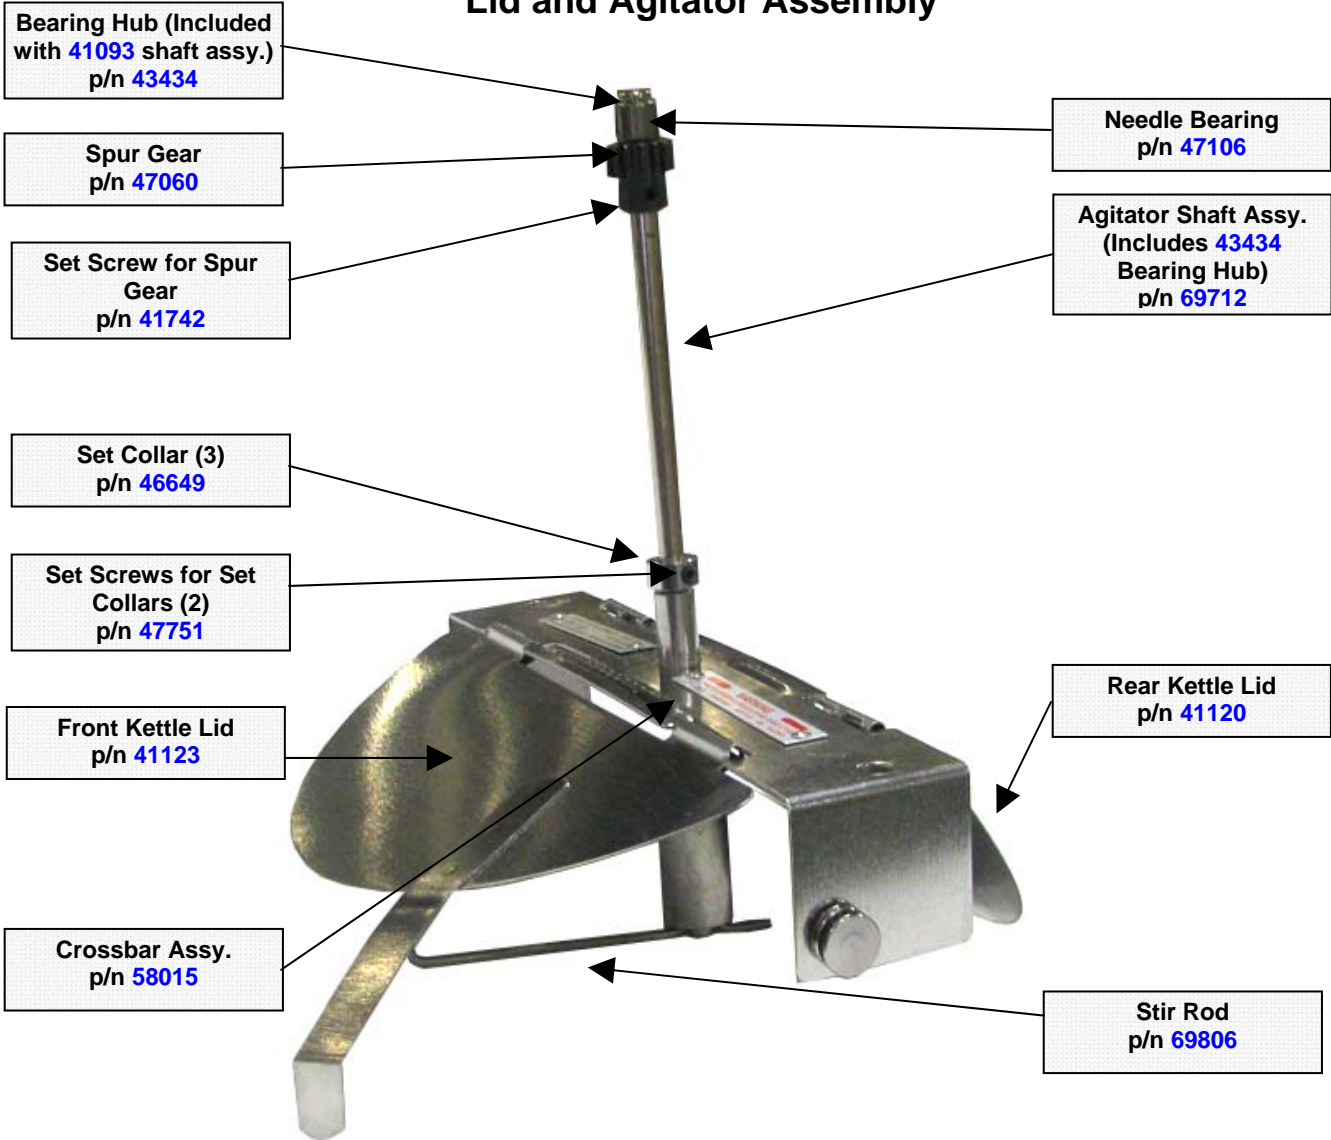 Lid and Agitator Assembly
Bearing Hub (Included
with 41093 shaft assy.)
p/n 43434
Spur Gear
p/n 47060
Set Screw for Spur
Gear
p/n 41742
Set Collar (3)
p/n 46649
Set Screws for Set
Collars (2)
p/n 47751
Front Kettle Lid
p/n 41123
Crossbar Assy.
p/n 58015
Needle Bearing
p/n 47106
Agitator Shaft Assy.
(Includes 43434
Bearing Hub)
p/n 69712
Rear Kettle Lid
p/n 41120
Stir Rod
p/n 69806